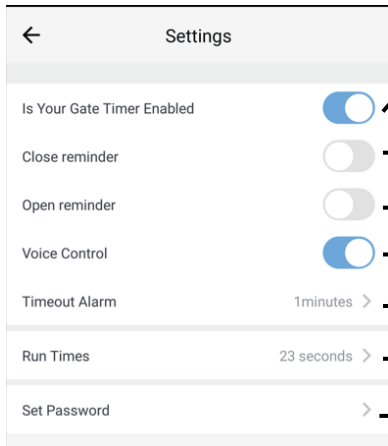 Settings
Is Your Gate Timer Enabled
Close reminder
Open reminder
Voice Control
Timeout Alarm 1minutes
Run Times 23 seconds
Set Password